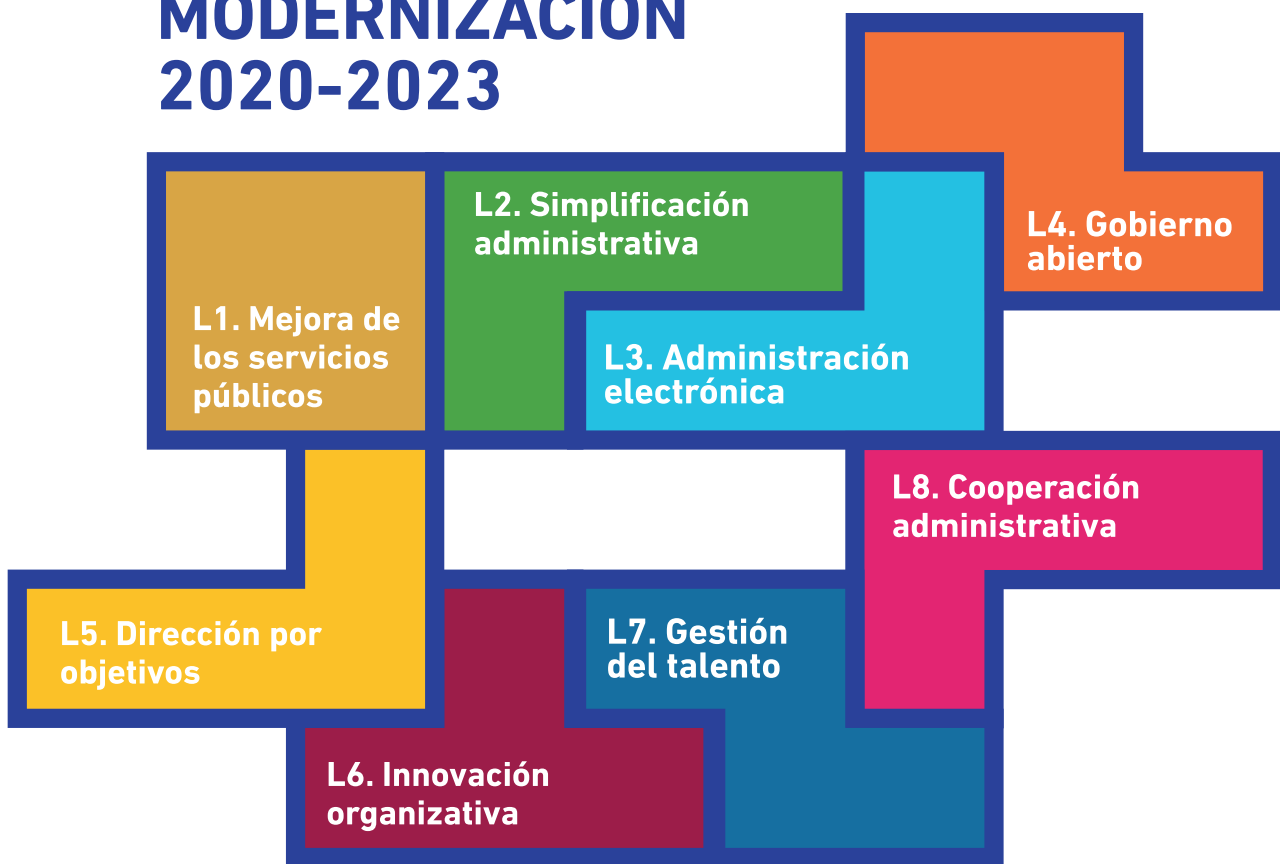 MODERNIZACIÓN
2020-2023
L1. Mejora de
los servicios
públicos
L2. Simplificación
administrativa
L3. Administración
electrónica
L4. Gobierno
abierto
L5. Dirección por
objetivos
L6. Innovación
organizativa
L7. Gestión
del talento
L8. Cooperación
administrativa